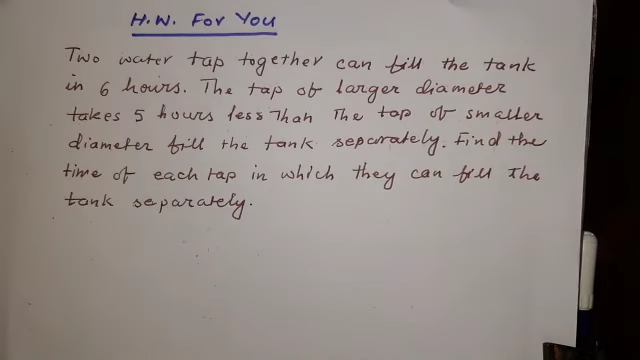 H.W. For You
Two water tap together can fill the tank
in 6 hours. The tap of larger diameter
takes 5 hours less than the tap of smaller
diameter fill the tank separately. Find the
time of each tap in which they can fill the
tank separately.